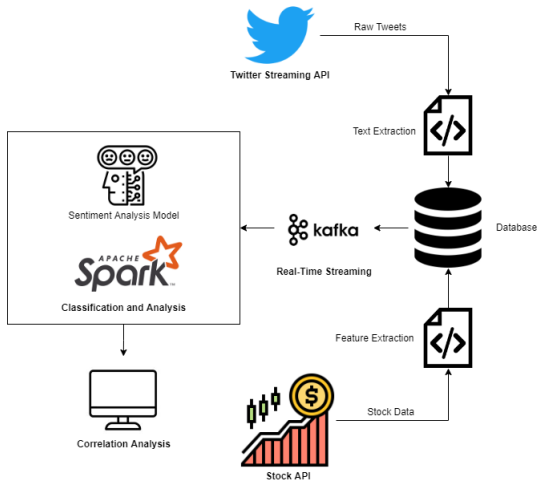 Raw Tweets
Twitter Streaming API
Text Extraction
Sentiment Analysis Model
APACHE
Spark™
Classification and Analysis
kafka
Real-Time Streaming
Database
Feature Extraction
Correlation Analysis
Stock Data
Stock API